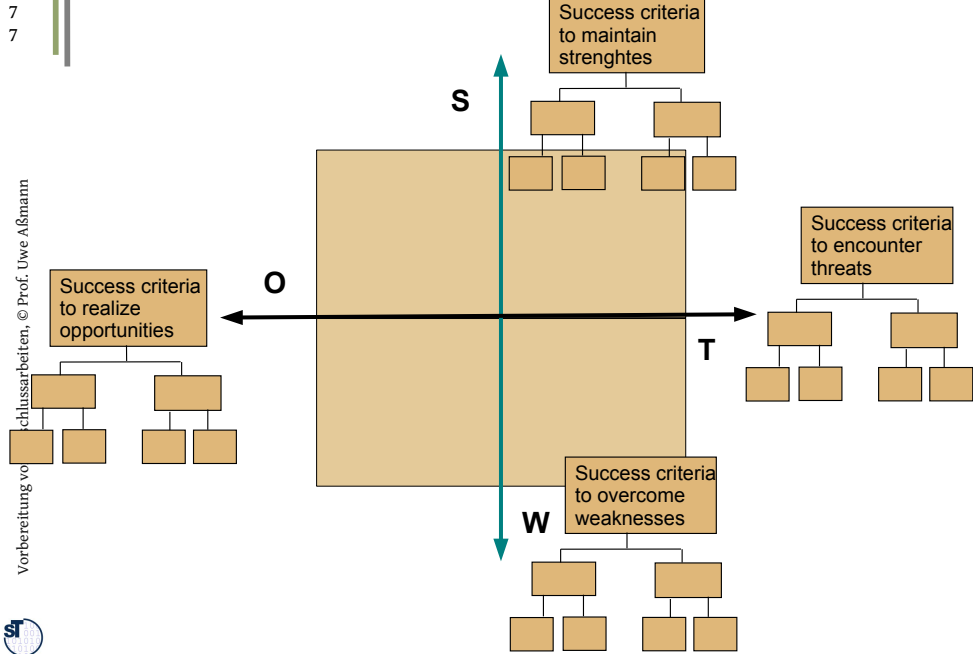 7
7
Success criteria
to maintain
strenghtes
S
Success criteria
to encounter
threats
O
Success criteria
to realize
opportunities
T
Success criteria
to overcome
weaknesses
W
Vorbereitung vo schlussarbeiten, © Prof. Uwe Aßmann
ST